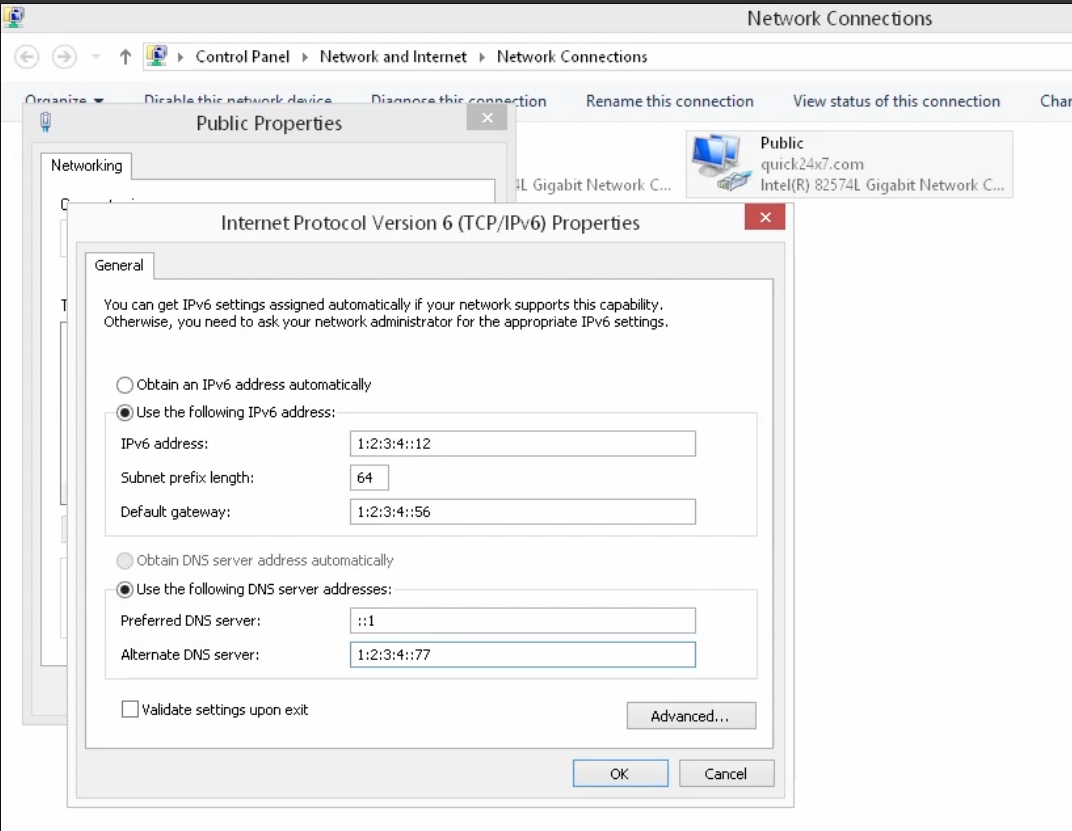 Network Connections
Control Panel Network and Internet Network Connections
Organize Disable this network device Diagnose this connection Rename this connection View status of this connection
Public Properties
Networking
Public
quick24x7.com
Intel(R) 82574L Gigabit Network C...
4L Gigabit Network C...
Internet Protocol Version 6 (TCP/IPv6) Properties
General
You can get IPv6 settings assigned automatically if your network supports this capability.
Otherwise, you need to ask your network administrator for the appropriate IPv6 settings.
Obtain an IPv6 address automatically
Use the following IPv6 address:
IPv6 address: 1:2:3:4::12
Subnet prefix length: 64
Default gateway: 1:2:3:4::56
Obtain DNS server address automatically
Use the following DNS server addresses:
Preferred DNS server: ::1
Alternate DNS server: 1:2:3:4::77
Validate settings upon exit
Advanced...
OK Cancel